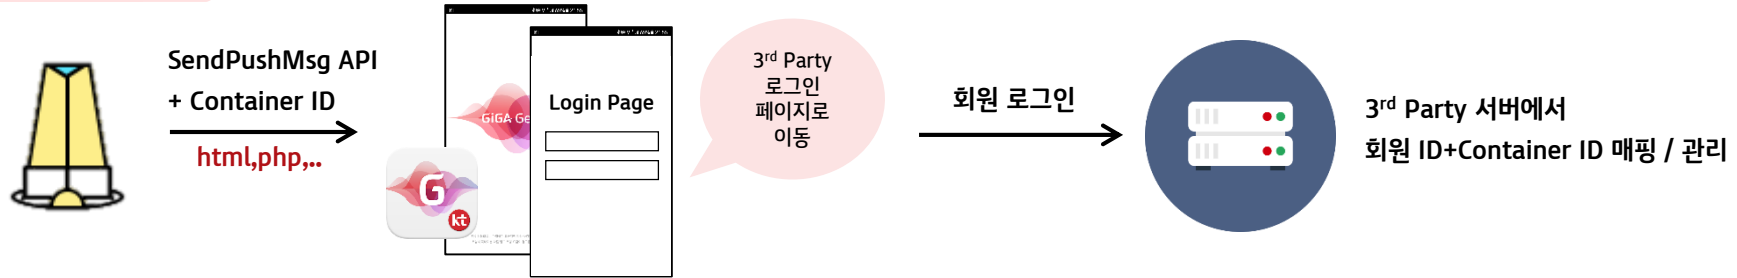 SendPushMsg API
+ Container ID
html,php,..
GiGA Ge
G
kt
Login Page
3rd Party
로그인
페이지로
이동
회원 로그인
3rd Party 서버에서
회원 ID+Container ID 매핑 / 관리